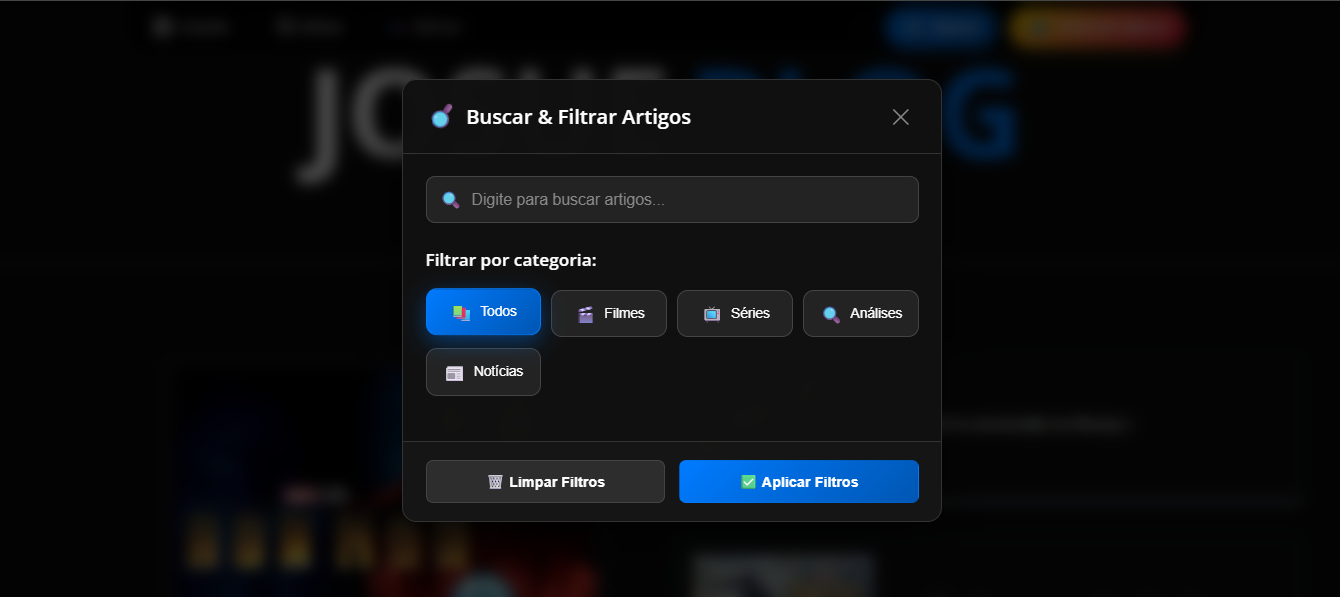 Buscar & Filtrar Artigos
Digite para buscar artigos...
Filtrar por categoria:
Todos
Filmes
Séries
Análises
Notícias
Limpar Filtros
Aplicar Filtros